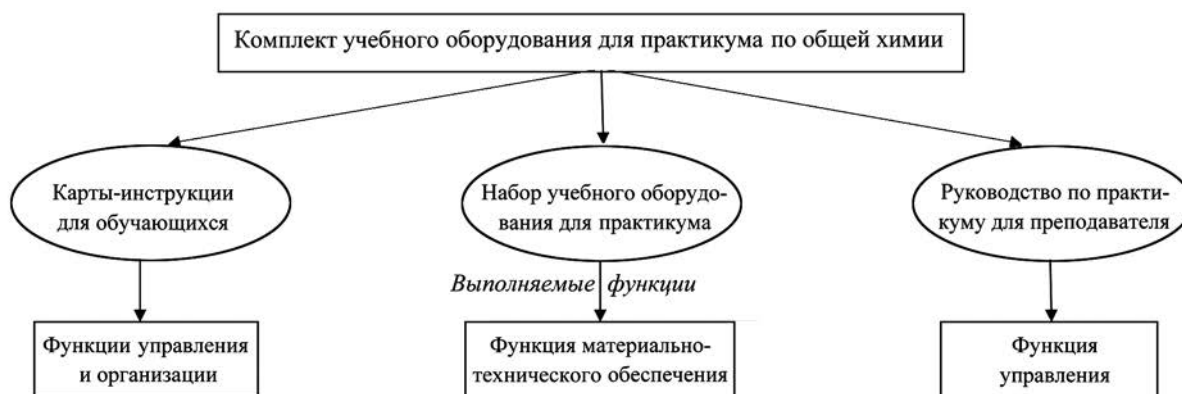 Комплект учебного оборудования для практикума по общей химии
Карты-инструкции
для обучающихся
Набор учебного оборудо-
вания для практикума
Руководство по практи-
куму для преподавателя
Выполняемые функции
Функции управления
и организации
Функция материально-
технического обеспечения
Функция
управления